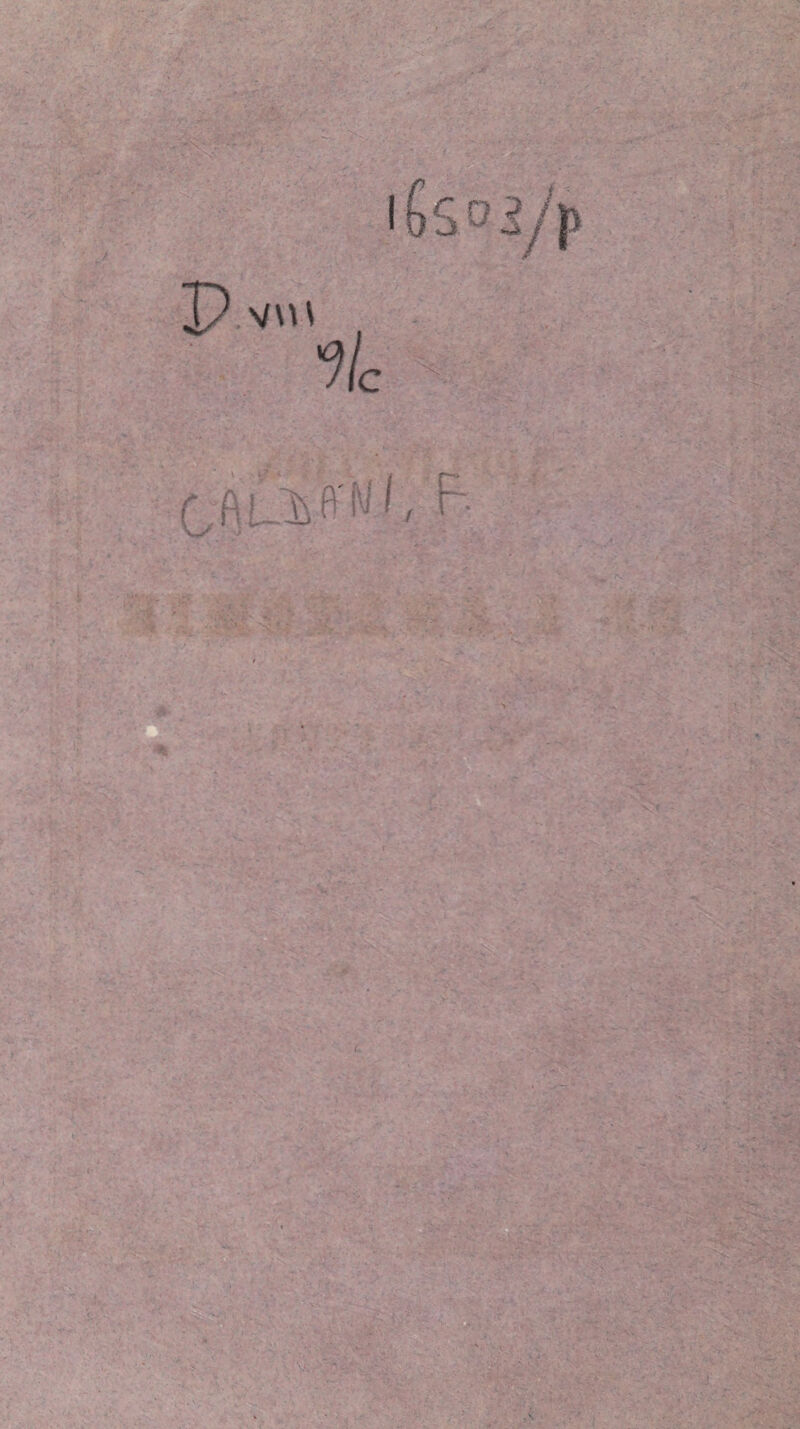 16503/p
D.VIII
9/c
CALDANI, F.